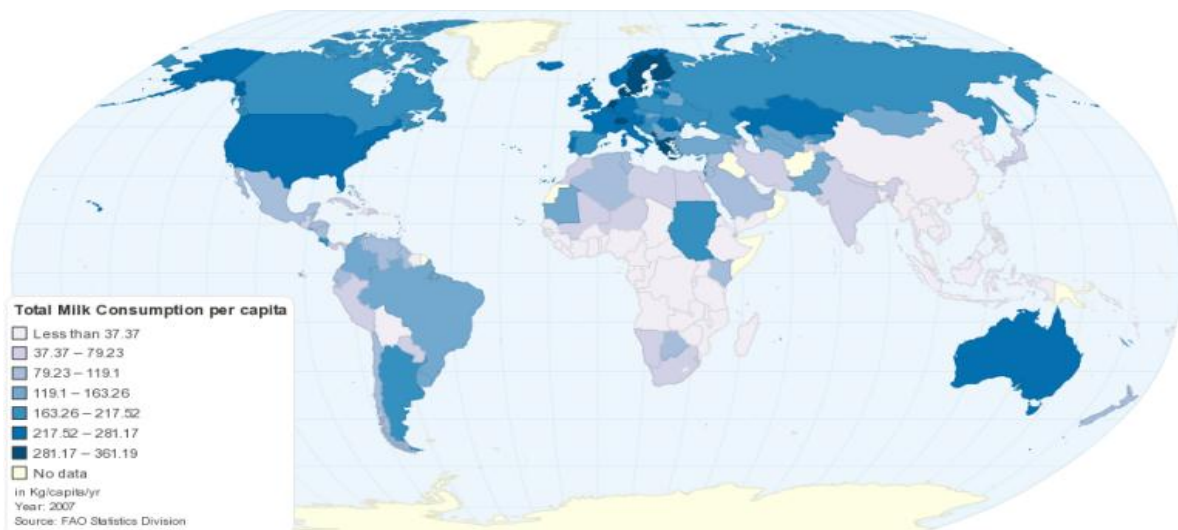 Total Milk Consumption per capita
Less than 37.37
37.37 – 79.23
79.23 – 119.1
119.1 – 163.26
163.26 – 217.52
217.52 – 281.17
281.17 – 361.19
No data
in Kg/capita/yr
Year: 2007
Source: FAO Statistics Division